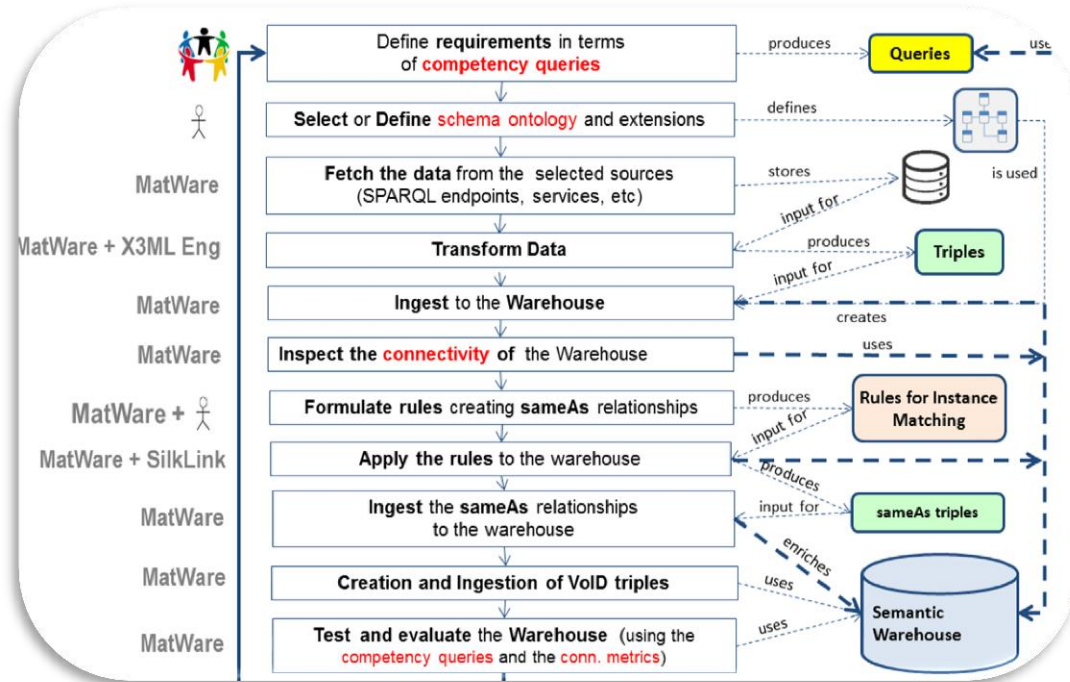 Define requirements in terms
of competency queries
produces
Queries
use
Select or Define schema ontology and extensions
defines
MatWare
Fetch the data from the selected sources
(SPARQL endpoints, services, etc)
stores
is used
input for
MatWare + X3ML Eng
Transform Data
produces
Triples
input for
MatWare
Ingest to the Warehouse
creates
MatWare
Inspect the connectivity of the Warehouse
uses
MatWare +
Formulate rules creating sameAs relationships
produces
Rules for Instance
Matching
input for
MatWare + SilkLink
Apply the rules to the warehouse
produces
MatWare
Ingest the sameAs relationships
to the warehouse
input for
sameAs triples
enriches
MatWare
Creation and Ingestion of VoID triples
uses
Semantic
Warehouse
MatWare
Test and evaluate the Warehouse (using the
competency queries and the conn. metrics)
uses